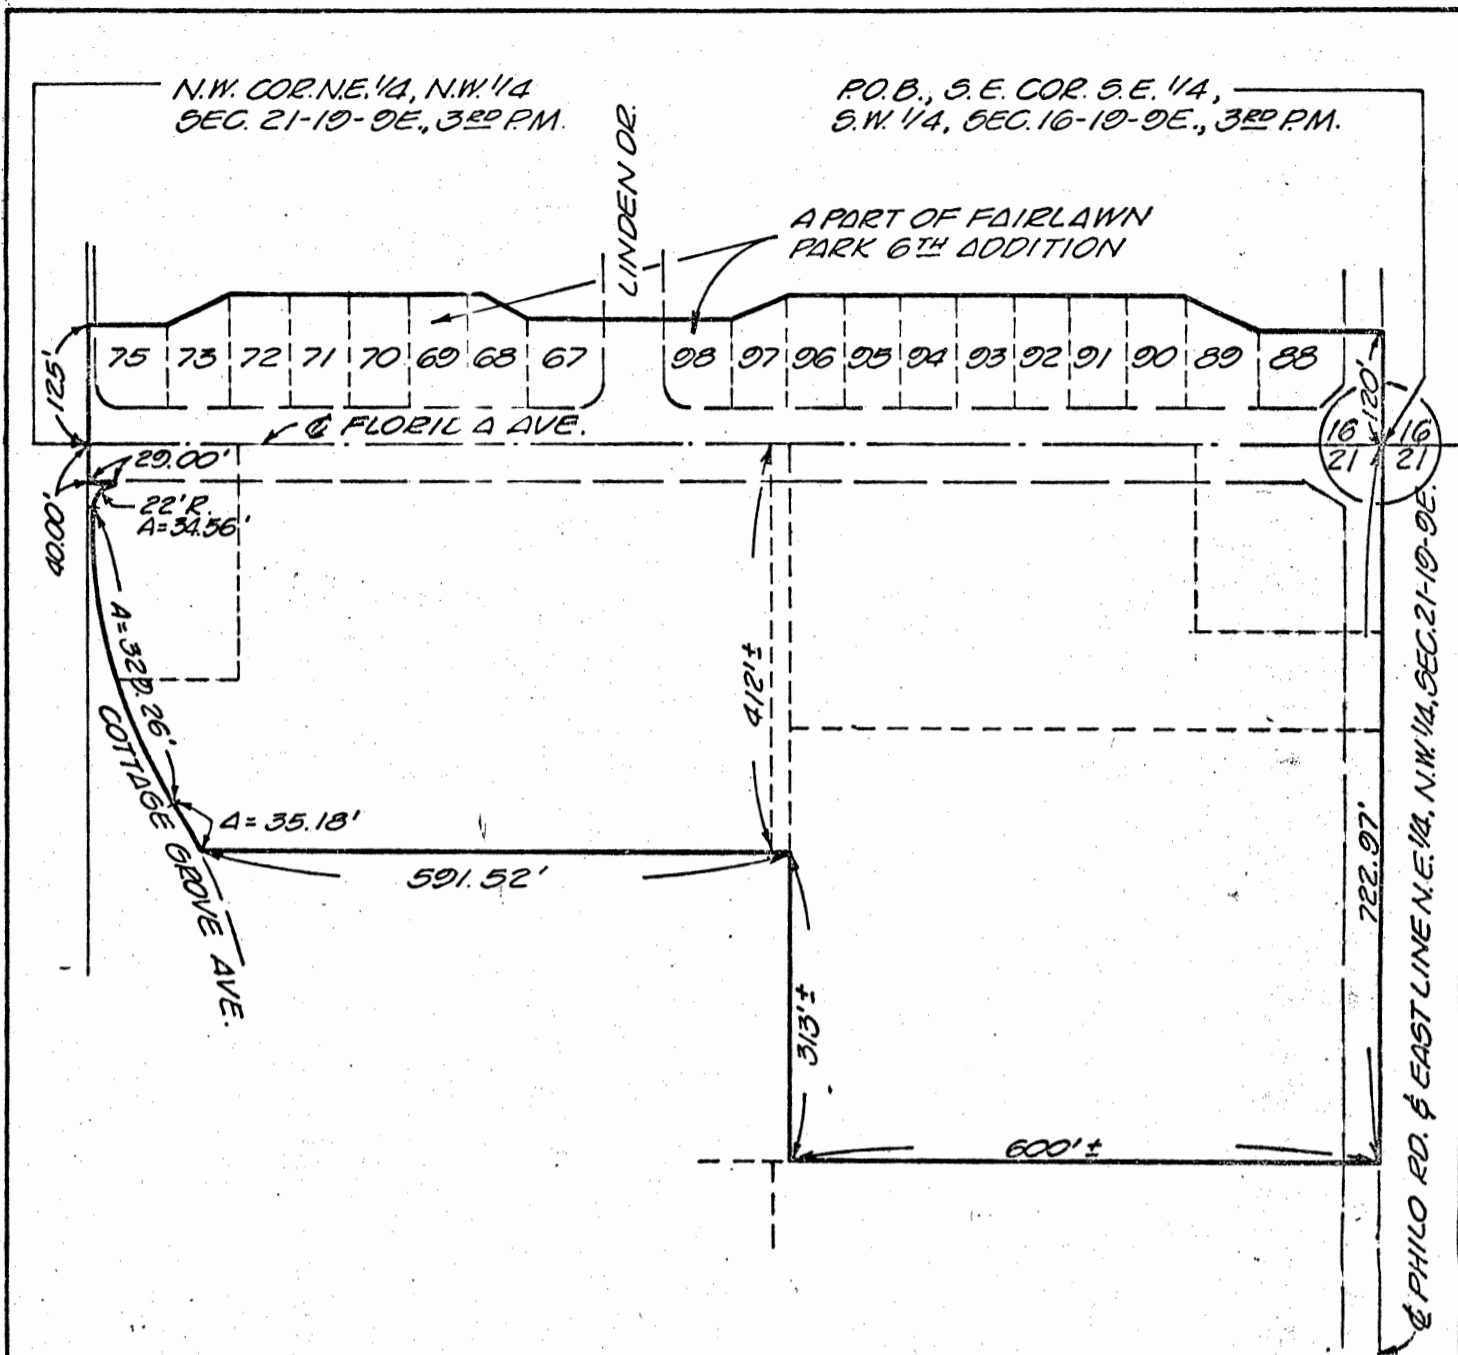 N.W. COR. N.E. 1/4, N.W. 1/4
SEC. 21-19-9E., 3RD P.M.
P.O.B., S.E. COR. S.E. 1/4,
S.W. 1/4, SEC. 16-19-9E., 3RD P.M.
LINDEN DR.
A PART OF FAIRLAWN
PARK 6TH ADDITION
75 73 72 71 70 69 68 67 98 97 96 95 94 93 92 91 90 89 88
125'
120'
℄ FLORIDA AVE.
16 16
21 21
29.00'
40.00'
22' R.
A=34.56'
A=329.26'
COTTAGE GROVE AVE.
A=35.18'
591.52'
412'±
313'±
600'±
722.97'
℄ PHILO RD. & EAST LINE N.E. 1/4, N.W. 1/4, SEC. 21-19-9E.